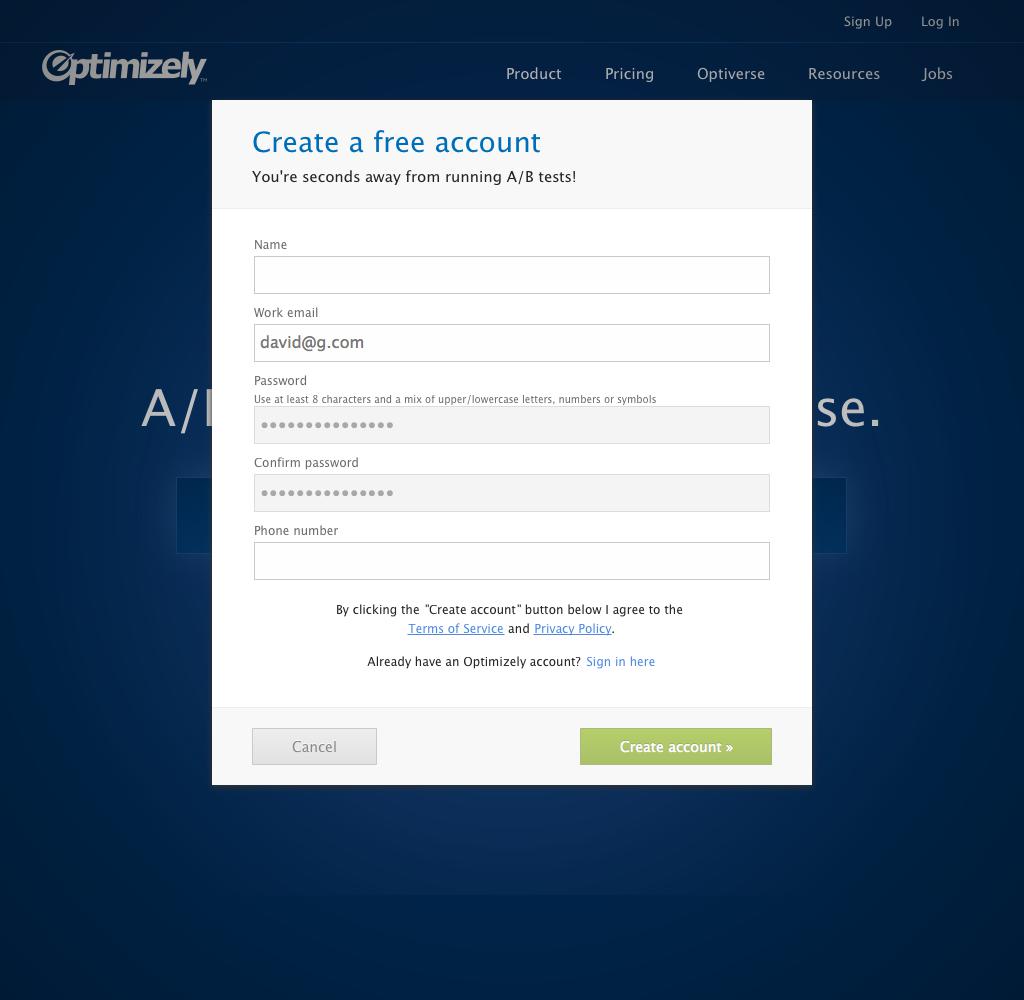 Sign Up Log In
Optimizely™
Product Pricing Optiverse Resources Jobs
Create a free account
You're seconds away from running A/B tests!
Name
Work email
david@g.com
Password
Use at least 8 characters and a mix of upper/lowercase letters, numbers or symbols
•••••••••••••••
Confirm password
•••••••••••••••
Phone number
By clicking the "Create account" button below I agree to the
Terms of Service and Privacy Policy.
Already have an Optimizely account? Sign in here
Cancel Create account »